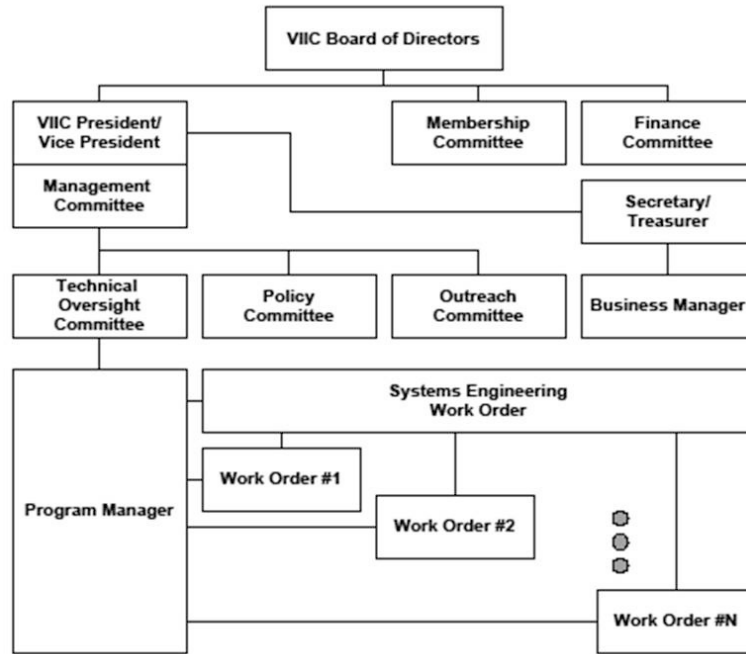 VIIC Board of Directors
VIIC President/
Vice President
Membership
Committee
Finance
Committee
Management
Committee
Secretary/
Treasurer
Technical
Oversight
Committee
Policy
Committee
Outreach
Committee
Business Manager
Systems Engineering
Work Order
Work Order #1
Program Manager
Work Order #2
Work Order #N